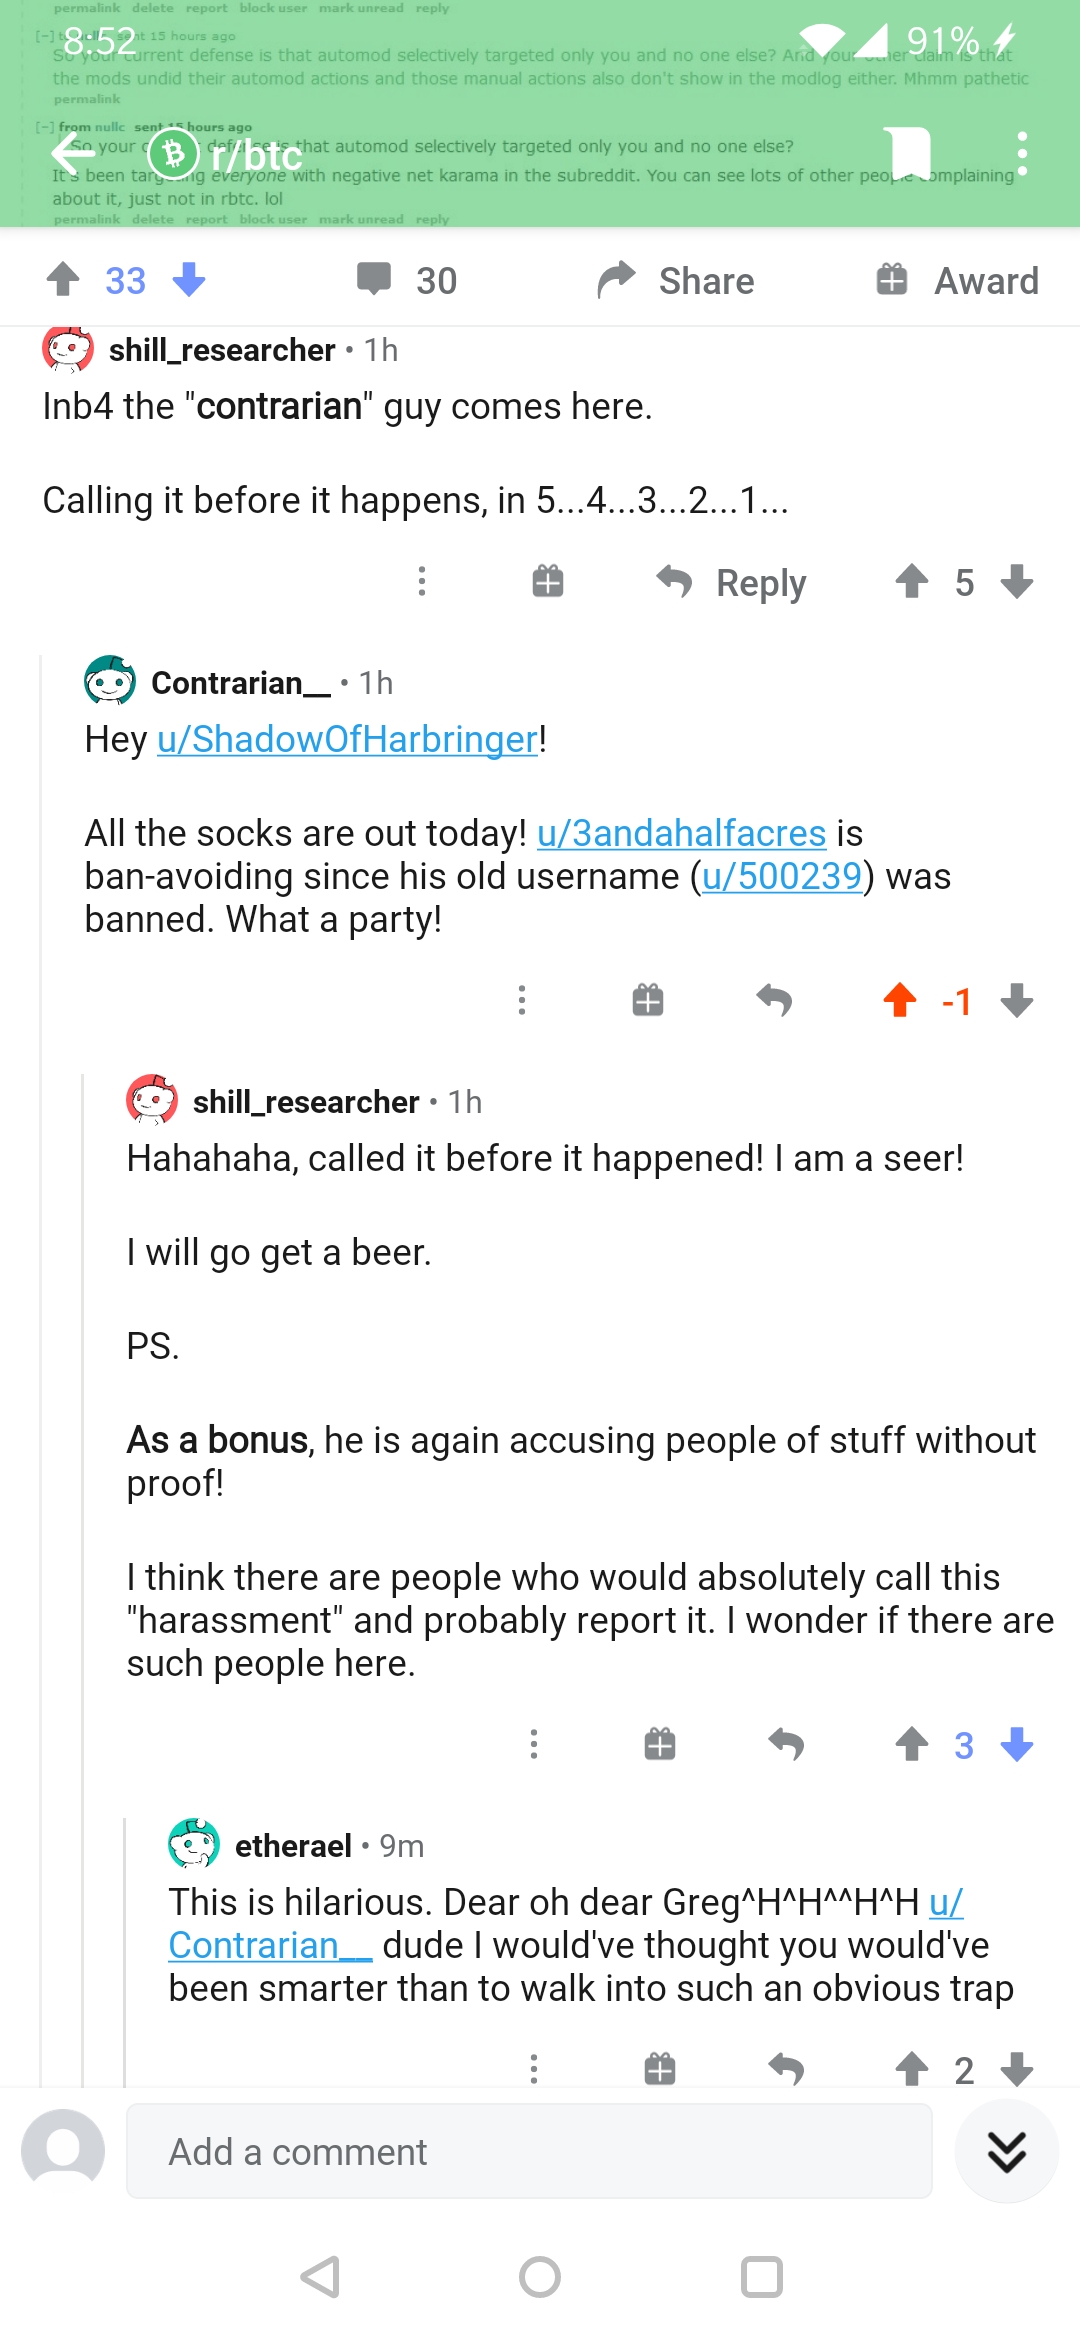 permalink delete report block user mark unread reply
8:52
91%
[-] to nullc sent 15 hours ago
So your current defense is that automod selectively targeted only you and no one else? And your other claim is that
the mods undid their automod actions and those manual actions also don't show in the modlog either. Mhmm pathetic
permalink
[-] from nullc sent 15 hours ago
r/btc
So your defense is that automod selectively targeted only you and no one else?
It's been targeting everyone with negative net karama in the subreddit. You can see lots of other people complaining
about it, just not in rbtc. lol
permalink delete report block user mark unread reply
33 30 Share Award
shill_researcher • 1h
Inb4 the "contrarian" guy comes here.
Calling it before it happens, in 5...4...3...2...1...
Reply 5
Contrarian__ • 1h
Hey u/ShadowOfHarbringer!
All the socks are out today! u/3andahalfacres is
ban-avoiding since his old username (u/500239) was
banned. What a party!
-1
shill_researcher • 1h
Hahahaha, called it before it happened! I am a seer!
I will go get a beer.
PS.
As a bonus, he is again accusing people of stuff without
proof!
I think there are people who would absolutely call this
"harassment" and probably report it. I wonder if there are
such people here.
3
etherael • 9m
This is hilarious. Dear oh dear Greg^H^H^^H^H u/
Contrarian__ dude I would've thought you would've
been smarter than to walk into such an obvious trap
2
Add a comment